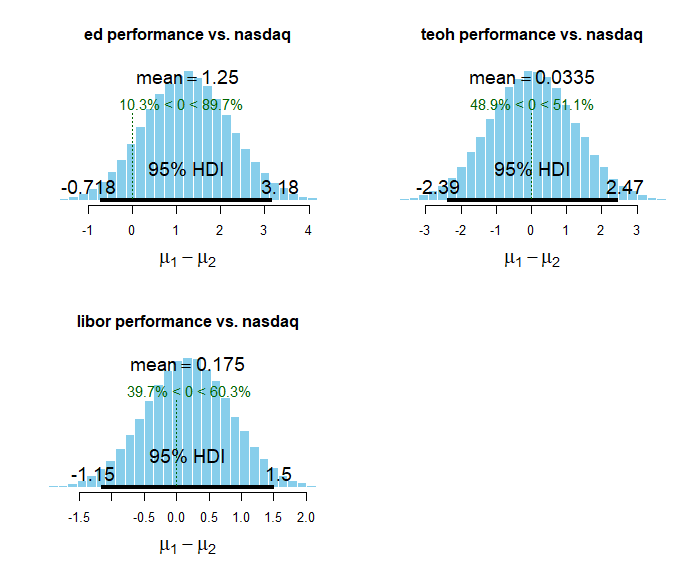 ed performance vs. nasdaq
mean = 1.25
10.3% < 0 < 89.7%
95% HDI
-0.718 3.18
-1 0 1 2 3 4
μ1 − μ2
teoh performance vs. nasdaq
mean = 0.0335
48.9% < 0 < 51.1%
95% HDI
-2.39 2.47
-3 -2 -1 0 1 2 3
μ1 − μ2
libor performance vs. nasdaq
mean = 0.175
39.7% < 0 < 60.3%
95% HDI
-1.15 1.5
-1.5 -0.5 0.0 0.5 1.0 1.5 2.0
μ1 − μ2